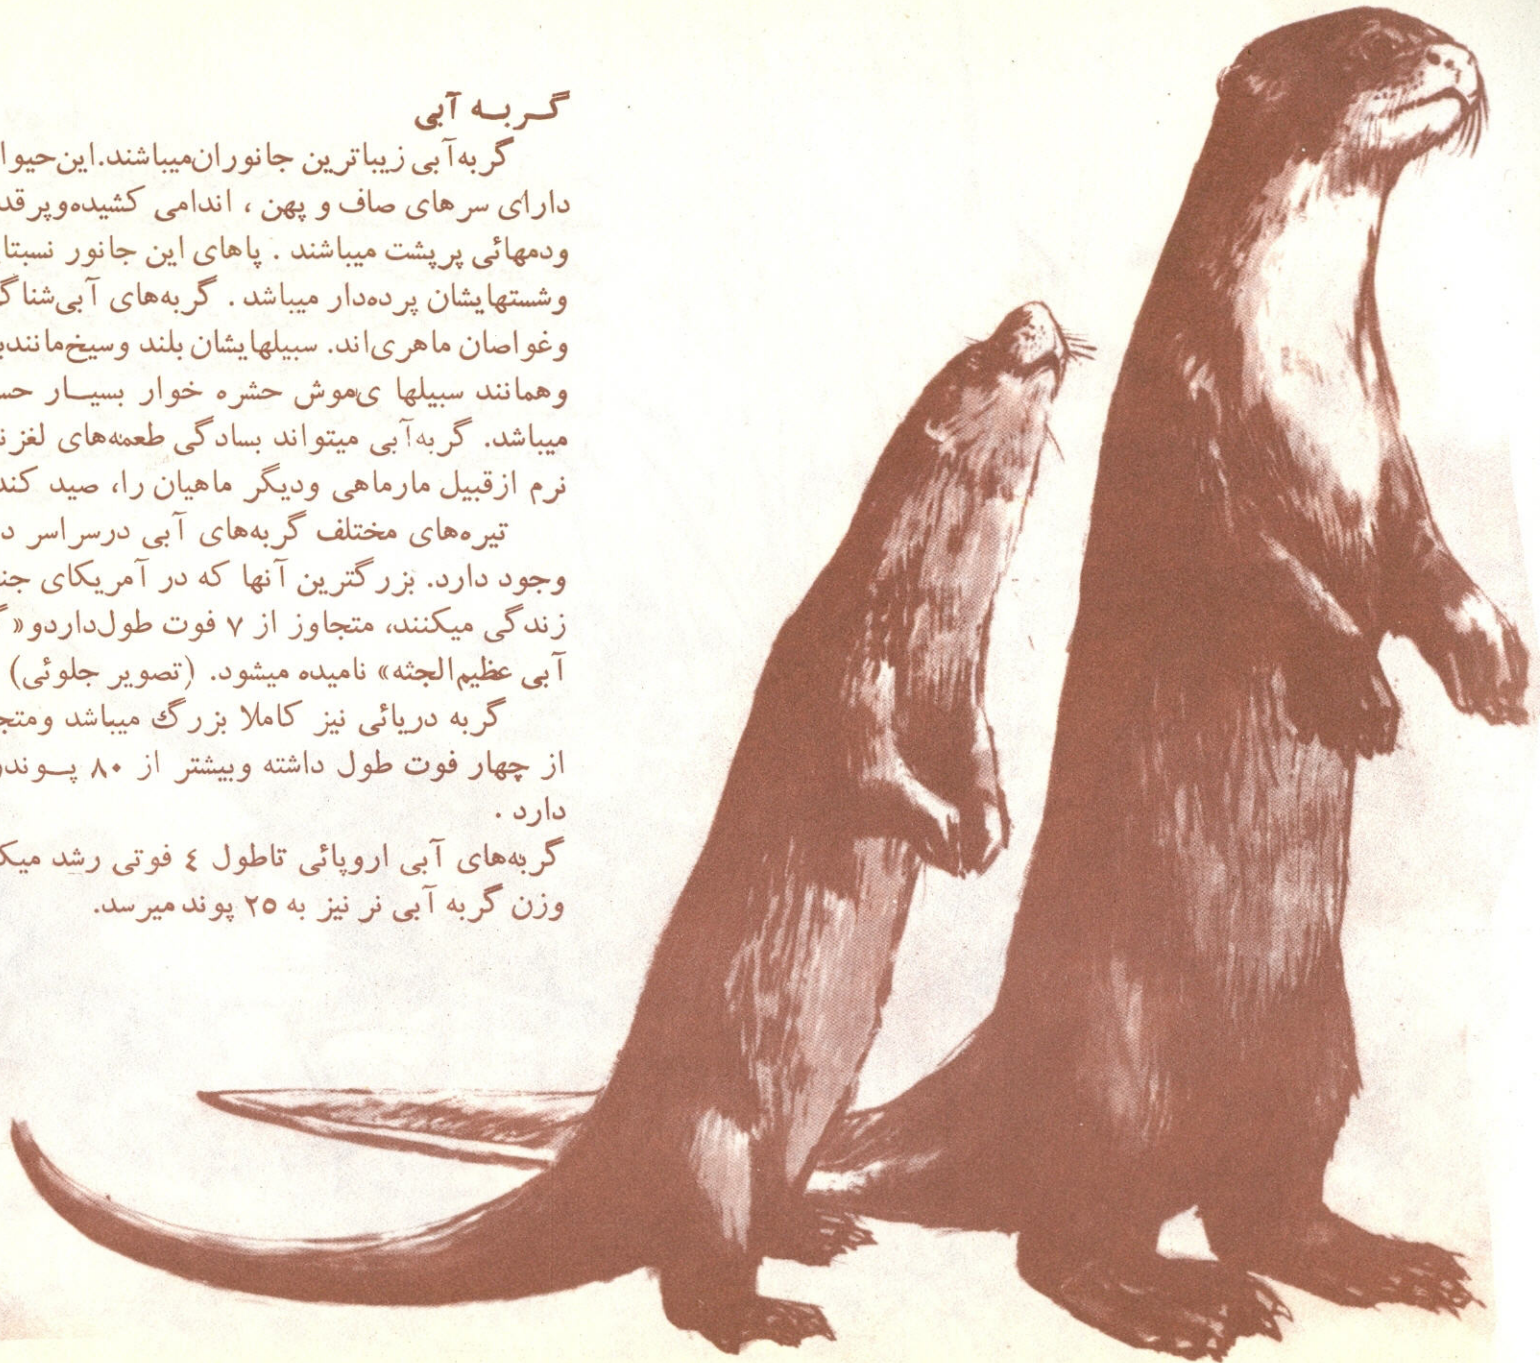 گربه آبی
گربه‌آبی زیباترین جانوران‌میباشند.این‌حیوا
دارای سرهای صاف و پهن ، اندامی کشیده‌وپرقد
ودمهائی پرپشت میباشند . پاهای این جانور نسبتا
وشستهایشان پرده‌دار میباشد . گربه‌های آبی‌شناگ
وغواصان ماهری‌اند. سبیلهایشان بلند وسیخ‌مانند
وهمانند سبیلها ی‌موش حشره خوار بسیار حس
میباشد. گربه‌آبی میتواند بسادگی طعمه‌های لغز
نرم ازقبیل مارماهی ودیگر ماهیان را، صید کند
تیره‌های مختلف گربه‌های آبی درسراسر د
وجود دارد. بزرگترین آنها که در آمریکای جن
زندگی میکنند، متجاوز از ۷ فوت طول‌داردو«گ
آبی عظیم‌الجثه» نامیده میشود. (تصویر جلوئی)
گربه دریائی نیز کاملا بزرگ میباشد ومتج
از چهار فوت طول داشته وبیشتر از ۸۰ پوند
دارد .
گربه‌های آبی اروپائی تاطول ٤ فوتی رشد میک
وزن گربه آبی نر نیز به ۲٥ پوند میرسد.